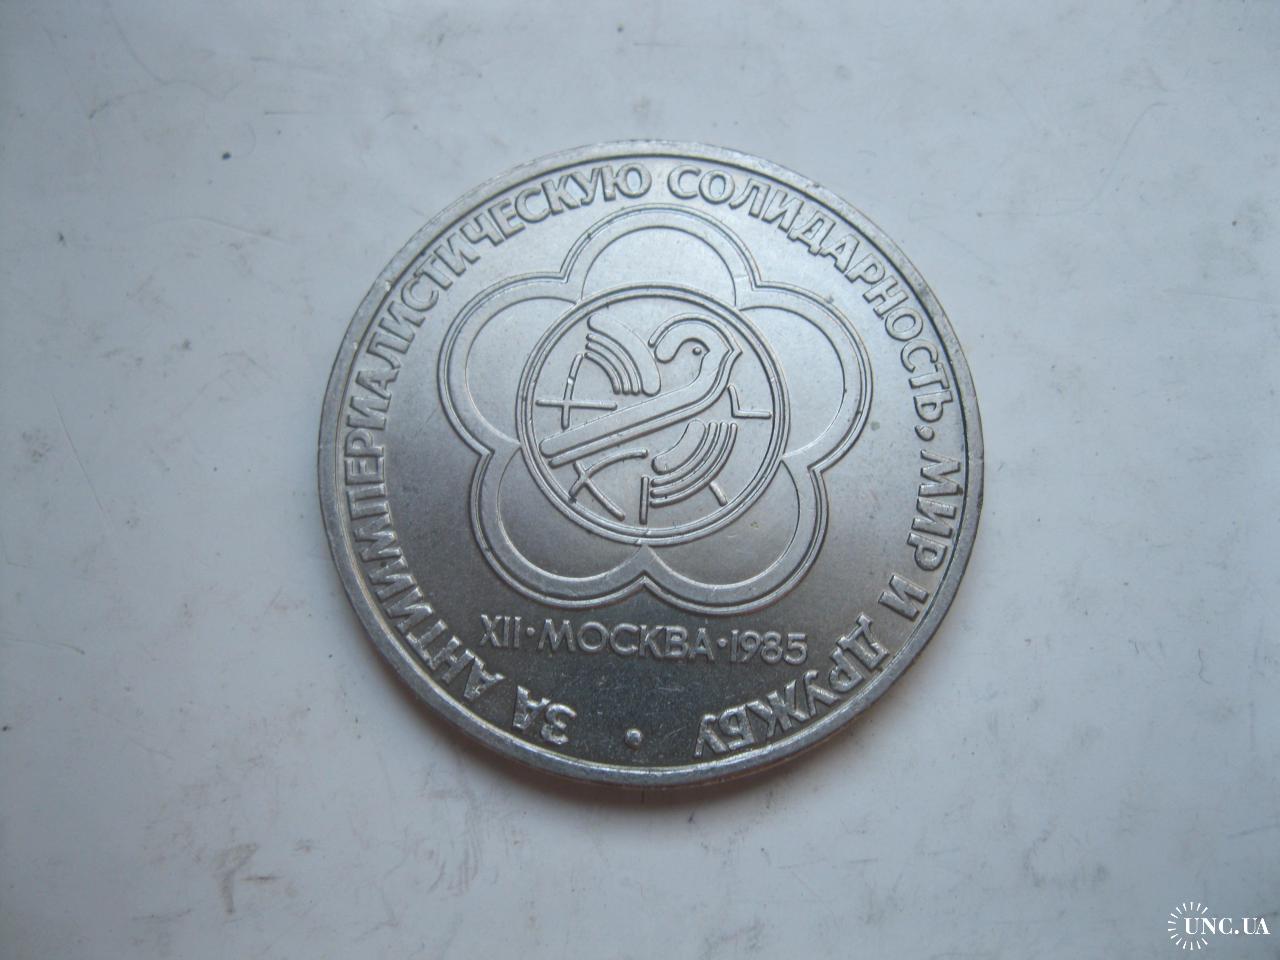 ЗА АНТИИМПЕРИАЛИСТИЧЕСКУЮ СОЛИДАРНОСТЬ, МИР И ДРУЖБУ •
XII·МОСКВА·1985
UNC.UA